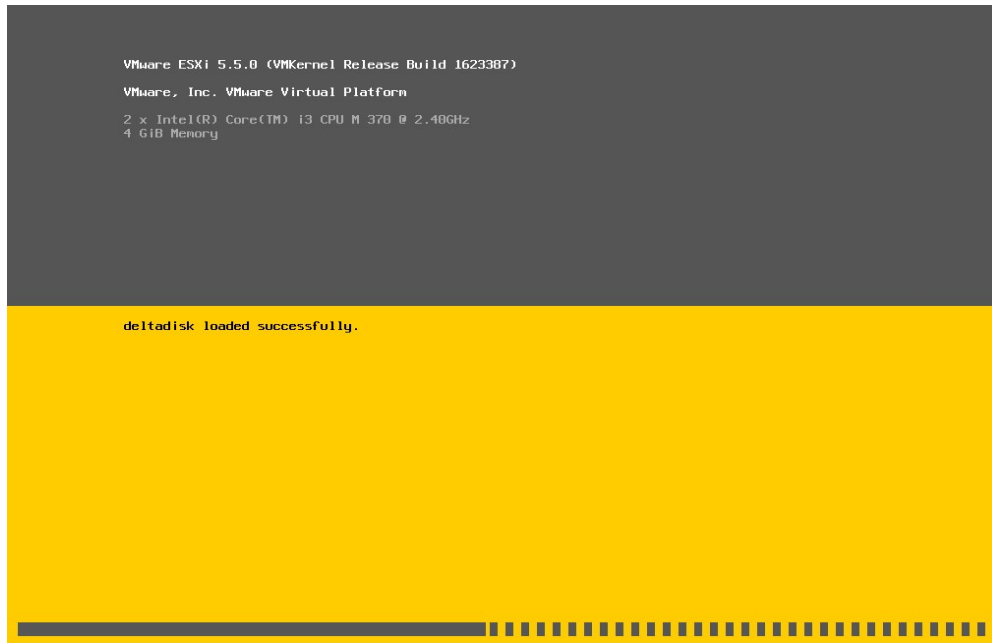 VMware ESXi 5.5.0 (VMKernel Release Build 1623387)
VMware, Inc. VMware Virtual Platform
2 x Intel(R) Core(TM) i3 CPU M 370 @ 2.40GHz
4 GiB Memory
deltadisk loaded successfully.